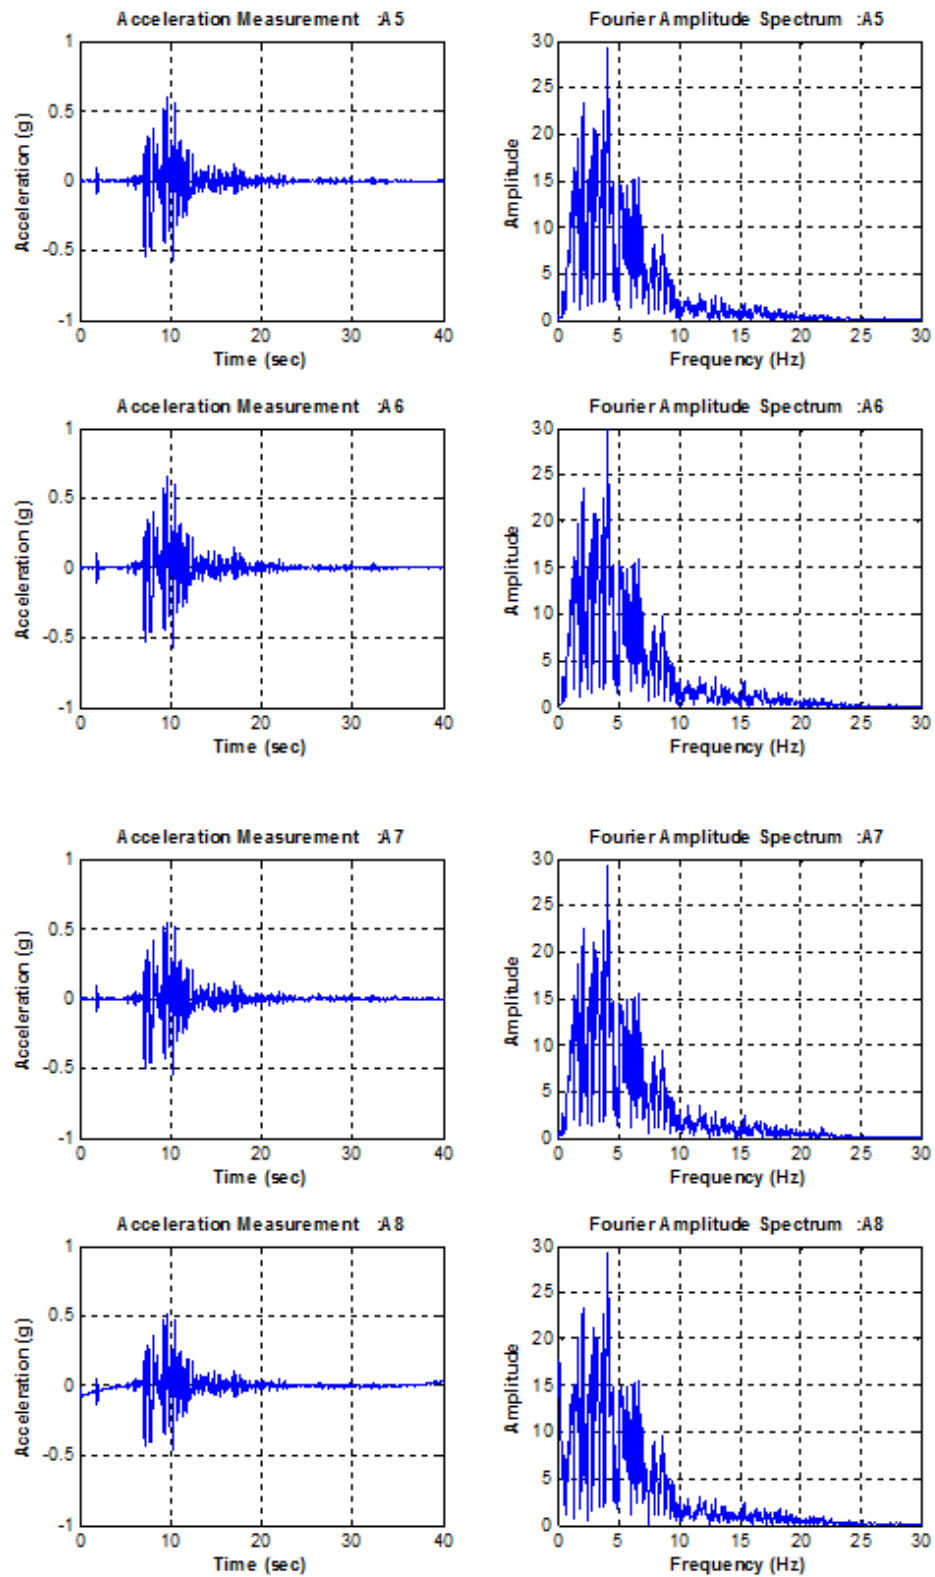 Acceleration Measurement :A5
Fourier Amplitude Spectrum :A5
1
0.5
0
-0.5
-1
Acceleration (g)
0 10 20 30 40
Time (sec)
30
25
20
15
10
5
0
Amplitude
0 5 10 15 20 25 30
Frequency (Hz)
Acceleration Measurement :A6
Fourier Amplitude Spectrum :A6
1
0.5
0
-0.5
-1
Acceleration (g)
0 10 20 30 40
Time (sec)
30
25
20
15
10
5
0
Amplitude
0 5 10 15 20 25 30
Frequency (Hz)
Acceleration Measurement :A7
Fourier Amplitude Spectrum :A7
1
0.5
0
-0.5
-1
Acceleration (g)
0 10 20 30 40
Time (sec)
30
25
20
15
10
5
0
Amplitude
0 5 10 15 20 25 30
Frequency (Hz)
Acceleration Measurement :A8
Fourier Amplitude Spectrum :A8
1
0.5
0
-0.5
-1
Acceleration (g)
0 10 20 30 40
Time (sec)
30
25
20
15
10
5
0
Amplitude
0 5 10 15 20 25 30
Frequency (Hz)